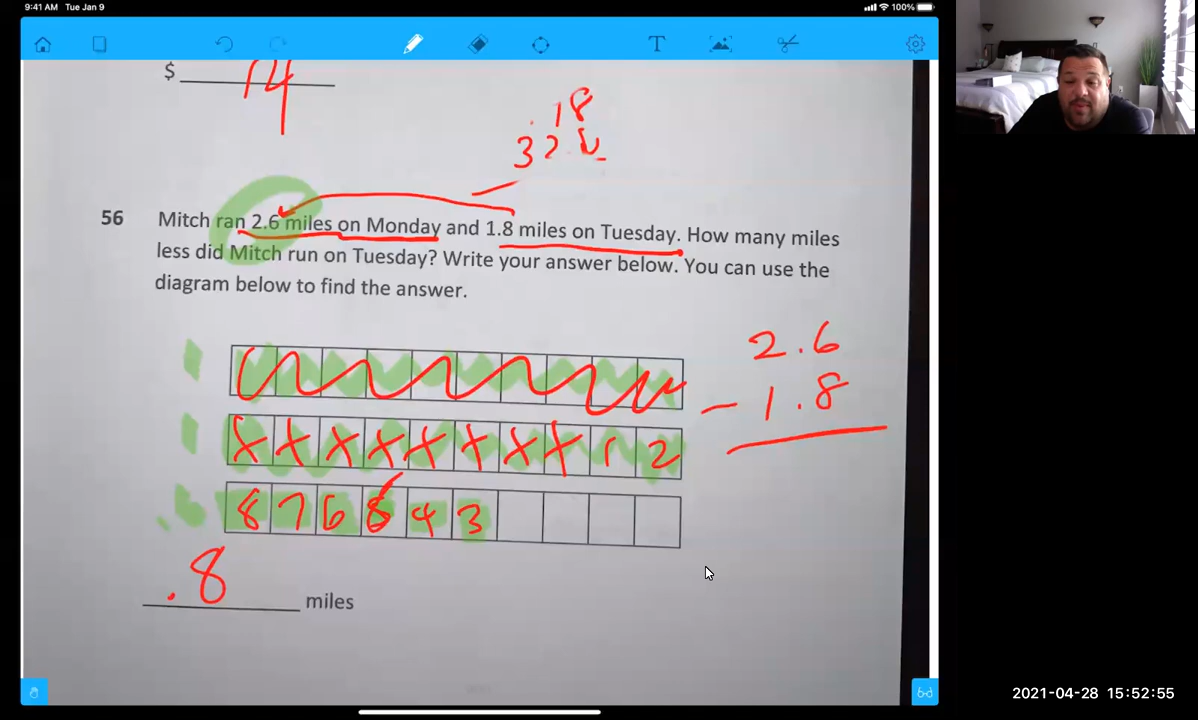 9:41 AM Tue Jan 9
100%
$ 14
18
32
56 Mitch ran 2.6 miles on Monday and 1.8 miles on Tuesday. How many miles
less did Mitch run on Tuesday? Write your answer below. You can use the
diagram below to find the answer.
2.6
- 1.8
1
1 x x x x x x x x 1 2
.6 8 7 6 5 4 3
.8 miles
2021-04-28 15:52:55